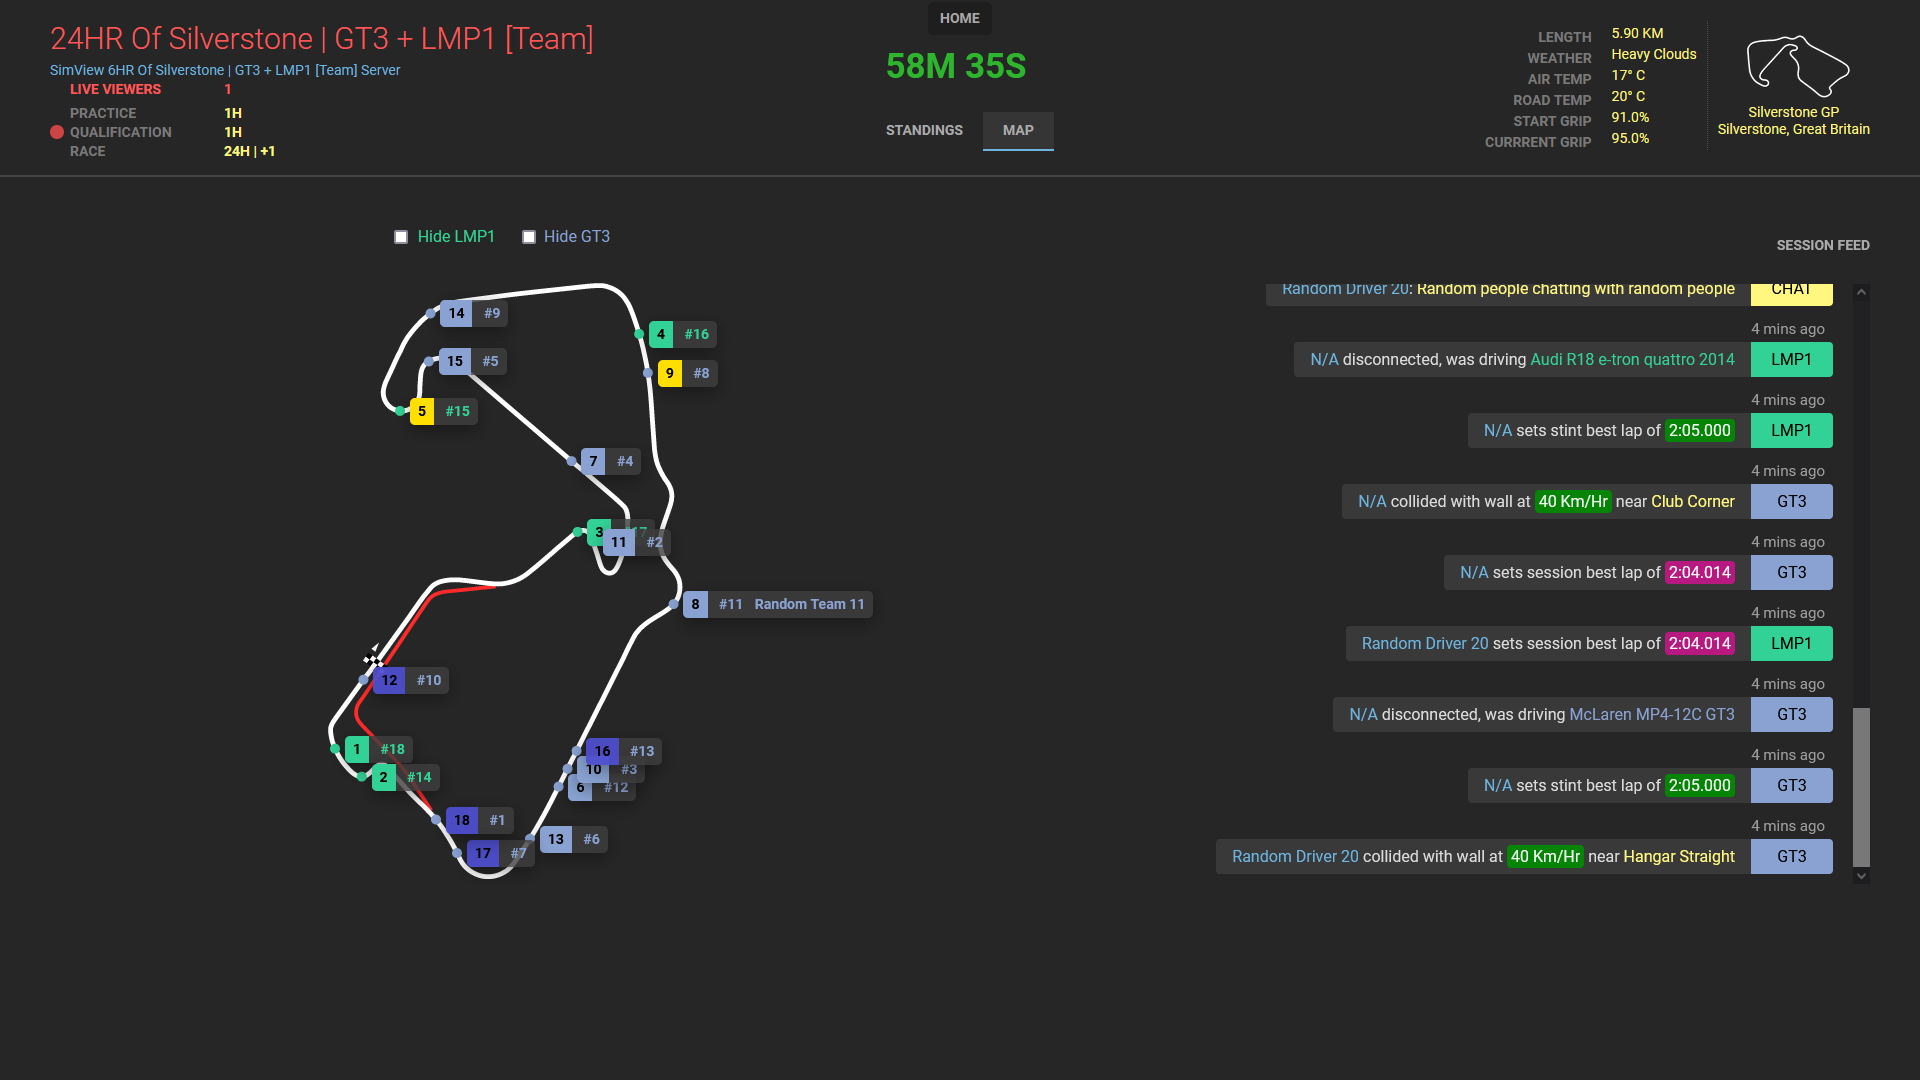 HOME
24HR Of Silverstone | GT3 + LMP1 [Team]
SimView 6HR Of Silverstone | GT3 + LMP1 [Team] Server
LIVE VIEWERS 1
PRACTICE 1H
QUALIFICATION 1H
RACE 24H | +1
58M 35S
STANDINGS MAP
LENGTH 5.90 KM
WEATHER Heavy Clouds
AIR TEMP 17° C
ROAD TEMP 20° C
START GRIP 91.0%
CURRRENT GRIP 95.0%
Silverstone GP
Silverstone, Great Britain
Hide LMP1 Hide GT3
14 #9
4 #16
15 #5
9 #8
5 #15
7 #4
3 #17
11 #2
8 #11 Random Team 11
12 #10
1 #18
2 #14
16 #13
10 #3
6 #12
18 #1
13 #6
17 #7
SESSION FEED
Random Driver 20: Random people chatting with random people CHAT
4 mins ago
N/A disconnected, was driving Audi R18 e-tron quattro 2014 LMP1
4 mins ago
N/A sets stint best lap of 2:05.000 LMP1
4 mins ago
N/A collided with wall at 40 Km/Hr near Club Corner GT3
4 mins ago
N/A sets session best lap of 2:04.014 GT3
4 mins ago
Random Driver 20 sets session best lap of 2:04.014 LMP1
4 mins ago
N/A disconnected, was driving McLaren MP4-12C GT3 GT3
4 mins ago
N/A sets stint best lap of 2:05.000 GT3
4 mins ago
Random Driver 20 collided with wall at 40 Km/Hr near Hangar Straight GT3